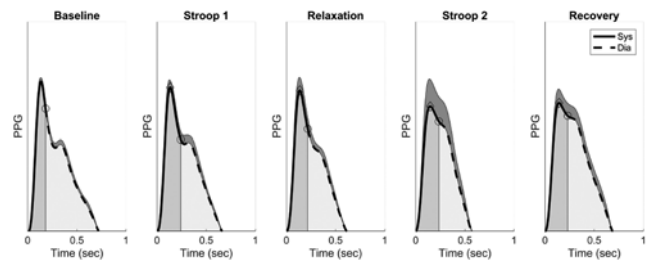 Baseline
Stroop 1
Relaxation
Stroop 2
Recovery
Sys
Dia
PPG
PPG
PPG
PPG
PPG
0 0.5 1
0 0.5 1
0 0.5 1
0 0.5 1
0 0.5 1
Time (sec)
Time (sec)
Time (sec)
Time (sec)
Time (sec)